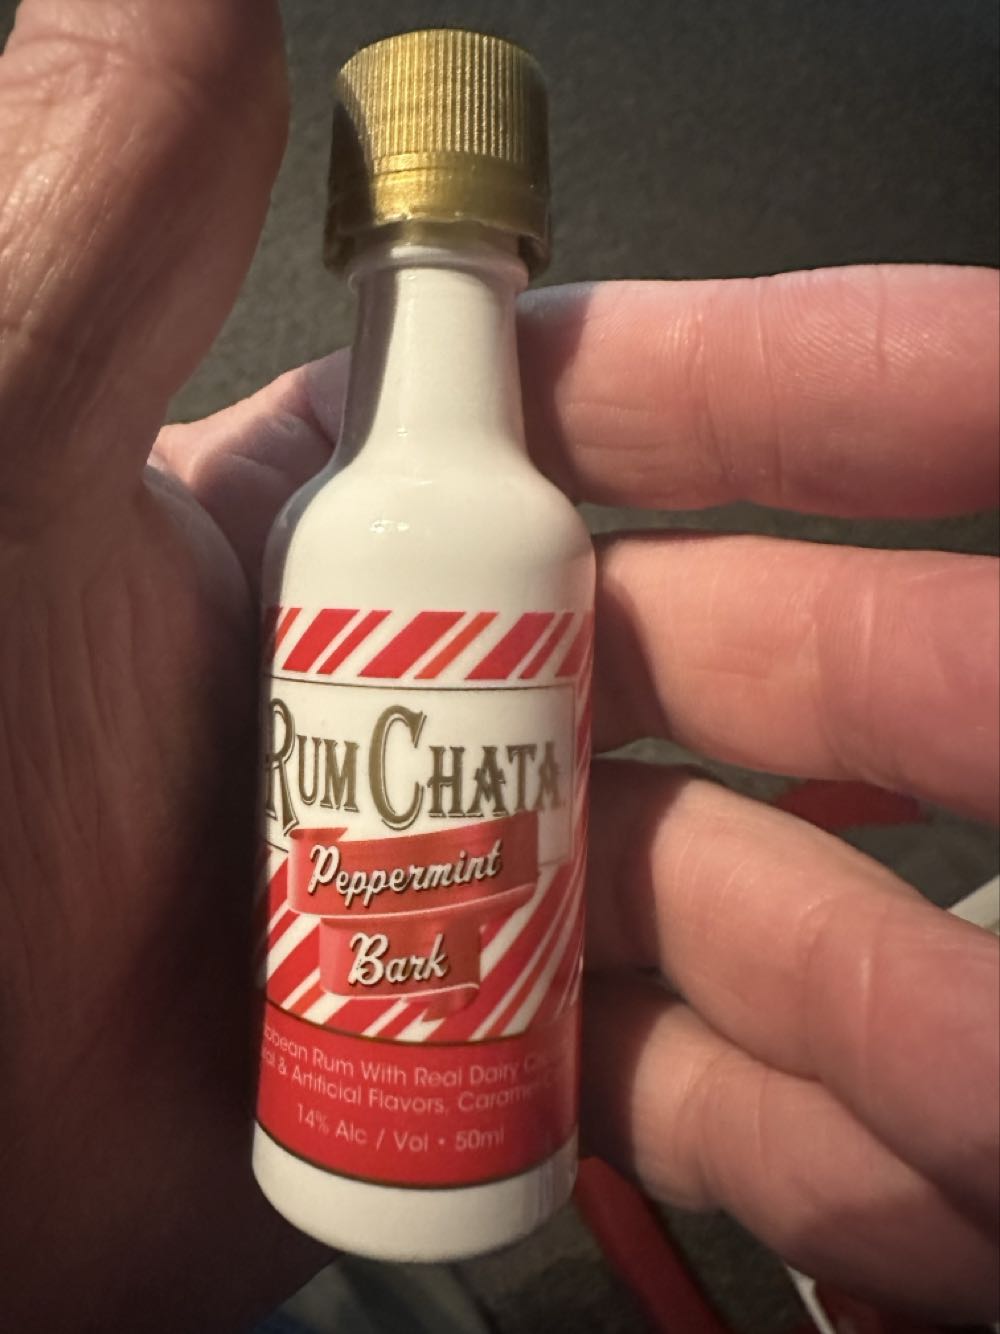 RUMCHATA
Peppermint
Bark
Rum With Real Dairy
& Artificial Flavors,
14% Alc / Vol • 50ml